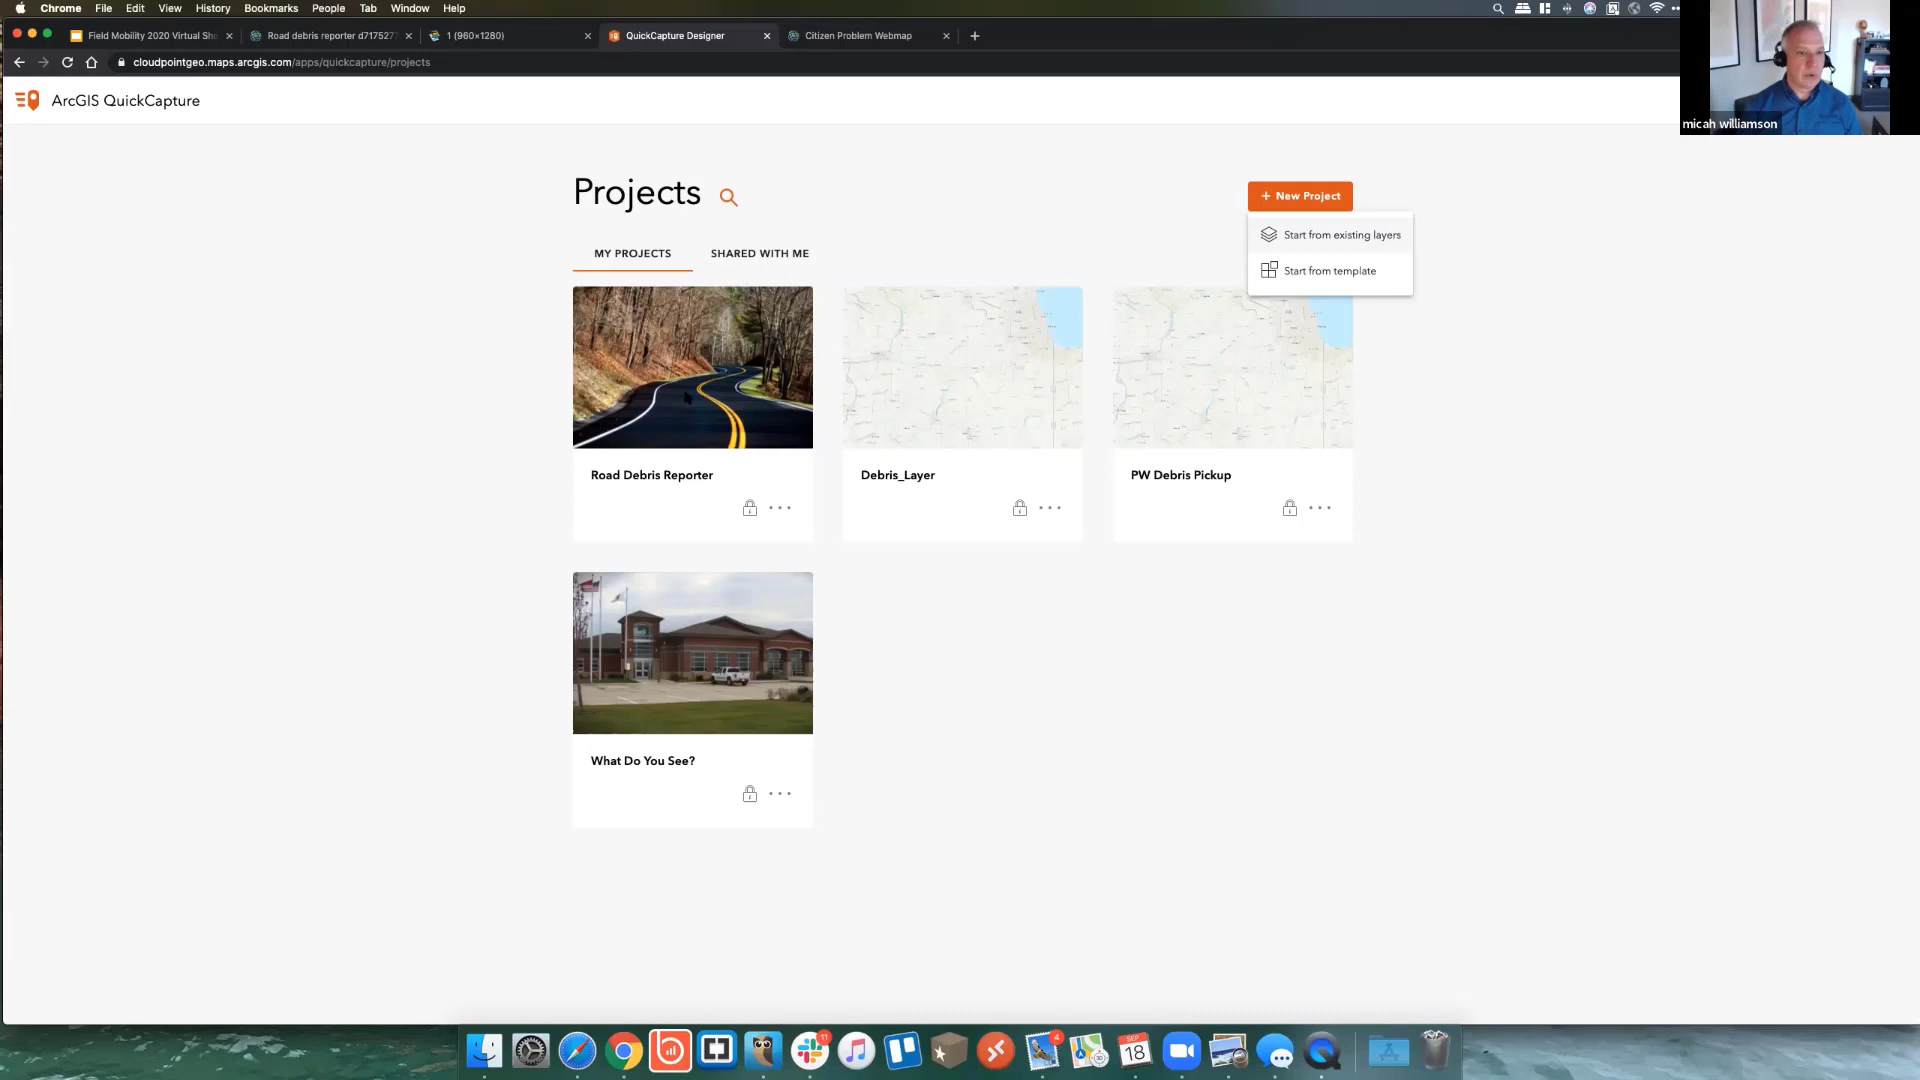 Chrome File Edit View History Bookmarks People Tab Window Help
Field Mobility 2020 Virtual Sh
Road debris reporter d717527
1 (960×1280)
QuickCapture Designer
Citizen Problem Webmap
cloudpointgeo.maps.arcgis.com/apps/quickcapture/projects
micah williamson
ArcGIS QuickCapture
Projects
+ New Project
Start from existing layers
Start from template
MY PROJECTS
SHARED WITH ME
Road Debris Reporter
Debris_Layer
PW Debris Pickup
What Do You See?
11
4
SEP
18